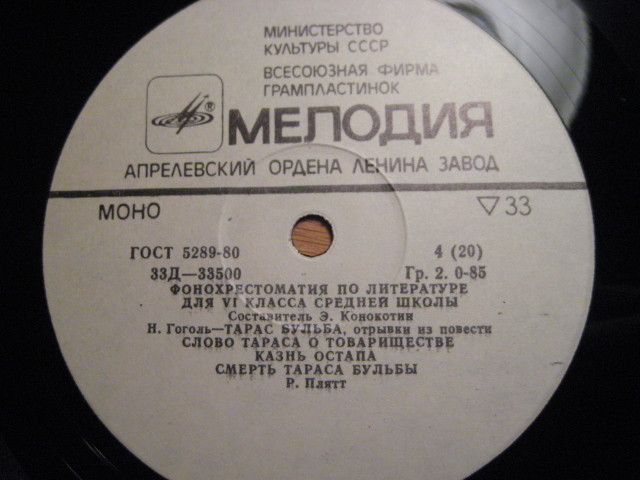 МИНИСТЕРСТВО
КУЛЬТУРЫ СССР
ВСЕСОЮЗНАЯ ФИРМА
ГРАМПЛАСТИНОК
®
МЕЛОДИЯ
АПРЕЛЕВСКИЙ ОРДЕНА ЛЕНИНА ЗАВОД
МОНО ▽33
ГОСТ 5289-80 4 (20)
33Д—33500 Гр. 2. 0-85
ФОНОХРЕСТОМАТИЯ ПО ЛИТЕРАТУРЕ
ДЛЯ VI КЛАССА СРЕДНЕЙ ШКОЛЫ
Составитель Э. Конокотин
Н. Гоголь—ТАРАС БУЛЬБА, отрывки из повести
СЛОВО ТАРАСА О ТОВАРИЩЕСТВЕ
КАЗНЬ ОСТАПА
СМЕРТЬ ТАРАСА БУЛЬБЫ
Р. Плятт